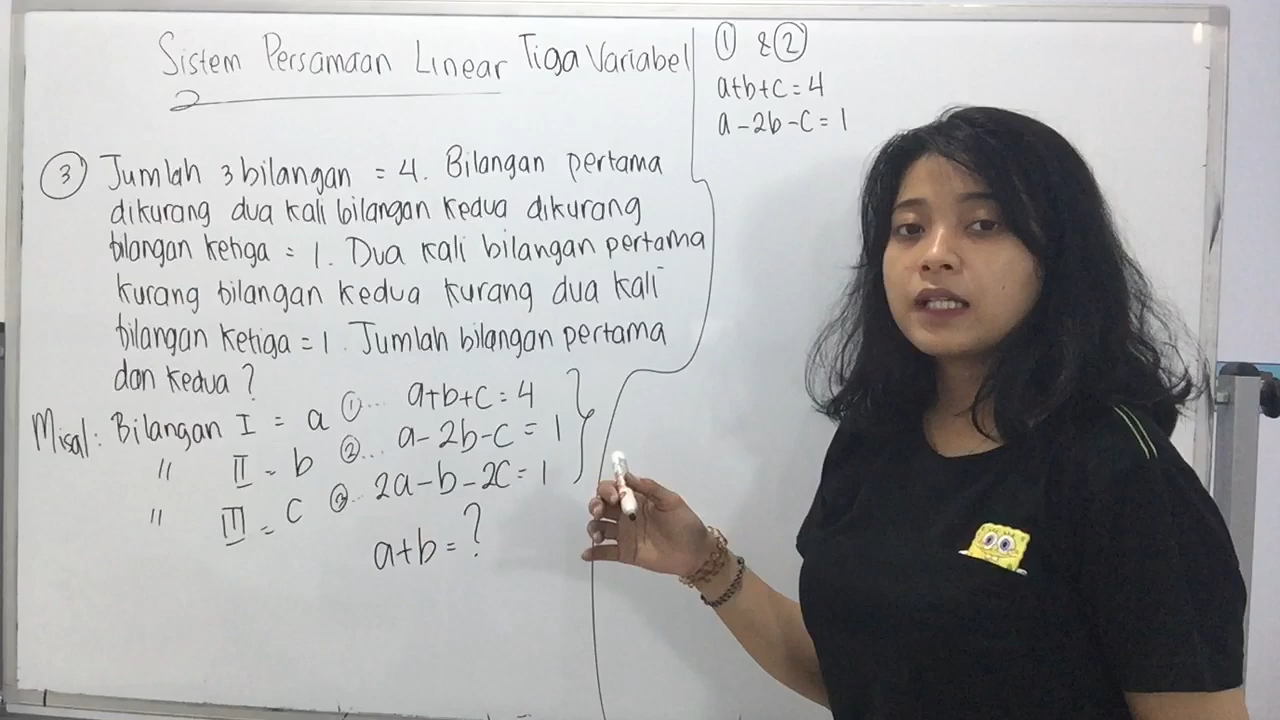 Sistem Persamaan Linear Tiga Variabel
③ Jumlah 3 bilangan = 4. Bilangan pertama
dikurang dua kali bilangan kedua dikurang
bilangan ketiga = 1. Dua kali bilangan pertama
kurang bilangan kedua kurang dua kali
bilangan ketiga = 1. Jumlah bilangan pertama
dan kedua ?
Misal : Bilangan I = a
" II = b
" III = c
① ... a+b+c = 4
② ... a - 2b - c = 1
③ ... 2a - b - 2c = 1
a+b = ?
① & ②
a+b+c = 4
a - 2b - c = 1